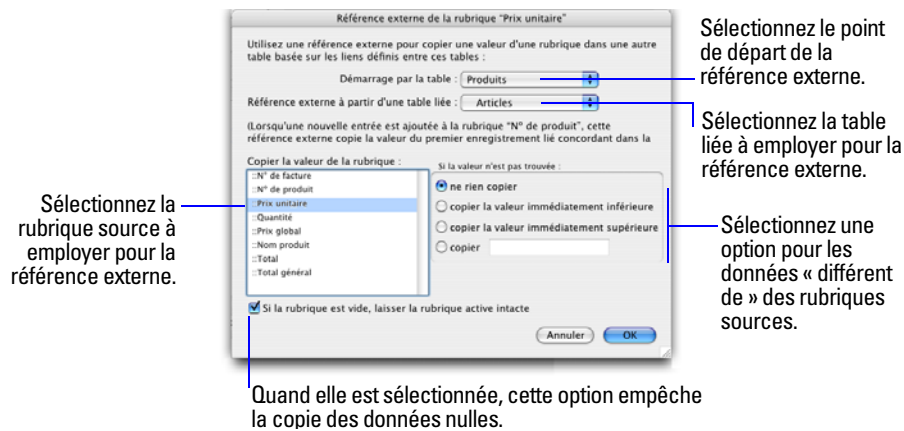 Référence externe de la rubrique "Prix unitaire"
Utilisez une référence externe pour copier une valeur d'une rubrique dans une autre
table basée sur les liens définis entre ces tables :
Démarrage par la table : Produits
Référence externe à partir d'une table liée : Articles
(Lorsqu'une nouvelle entrée est ajoutée à la rubrique "N° de produit", cette
référence externe copie la valeur du premier enregistrement lié concordant dans la
Copier la valeur de la rubrique :
::N° de facture
::N° de produit
::Prix unitaire
::Quantité
::Prix global
::Nom produit
::Total
::Total général
Si la valeur n'est pas trouvée :
ne rien copier
copier la valeur immédiatement inférieure
copier la valeur immédiatement supérieure
copier
Si la rubrique est vide, laisser la rubrique active intacte
Annuler
OK
Sélectionnez le point
de départ de la
référence externe.
Sélectionnez la table
liée à employer pour la
référence externe.
Sélectionnez une
option pour les
données « différent
de » des rubriques
sources.
Sélectionnez la
rubrique source à
employer pour la
référence externe.
Quand elle est sélectionnée, cette option empêche
la copie des données nulles.